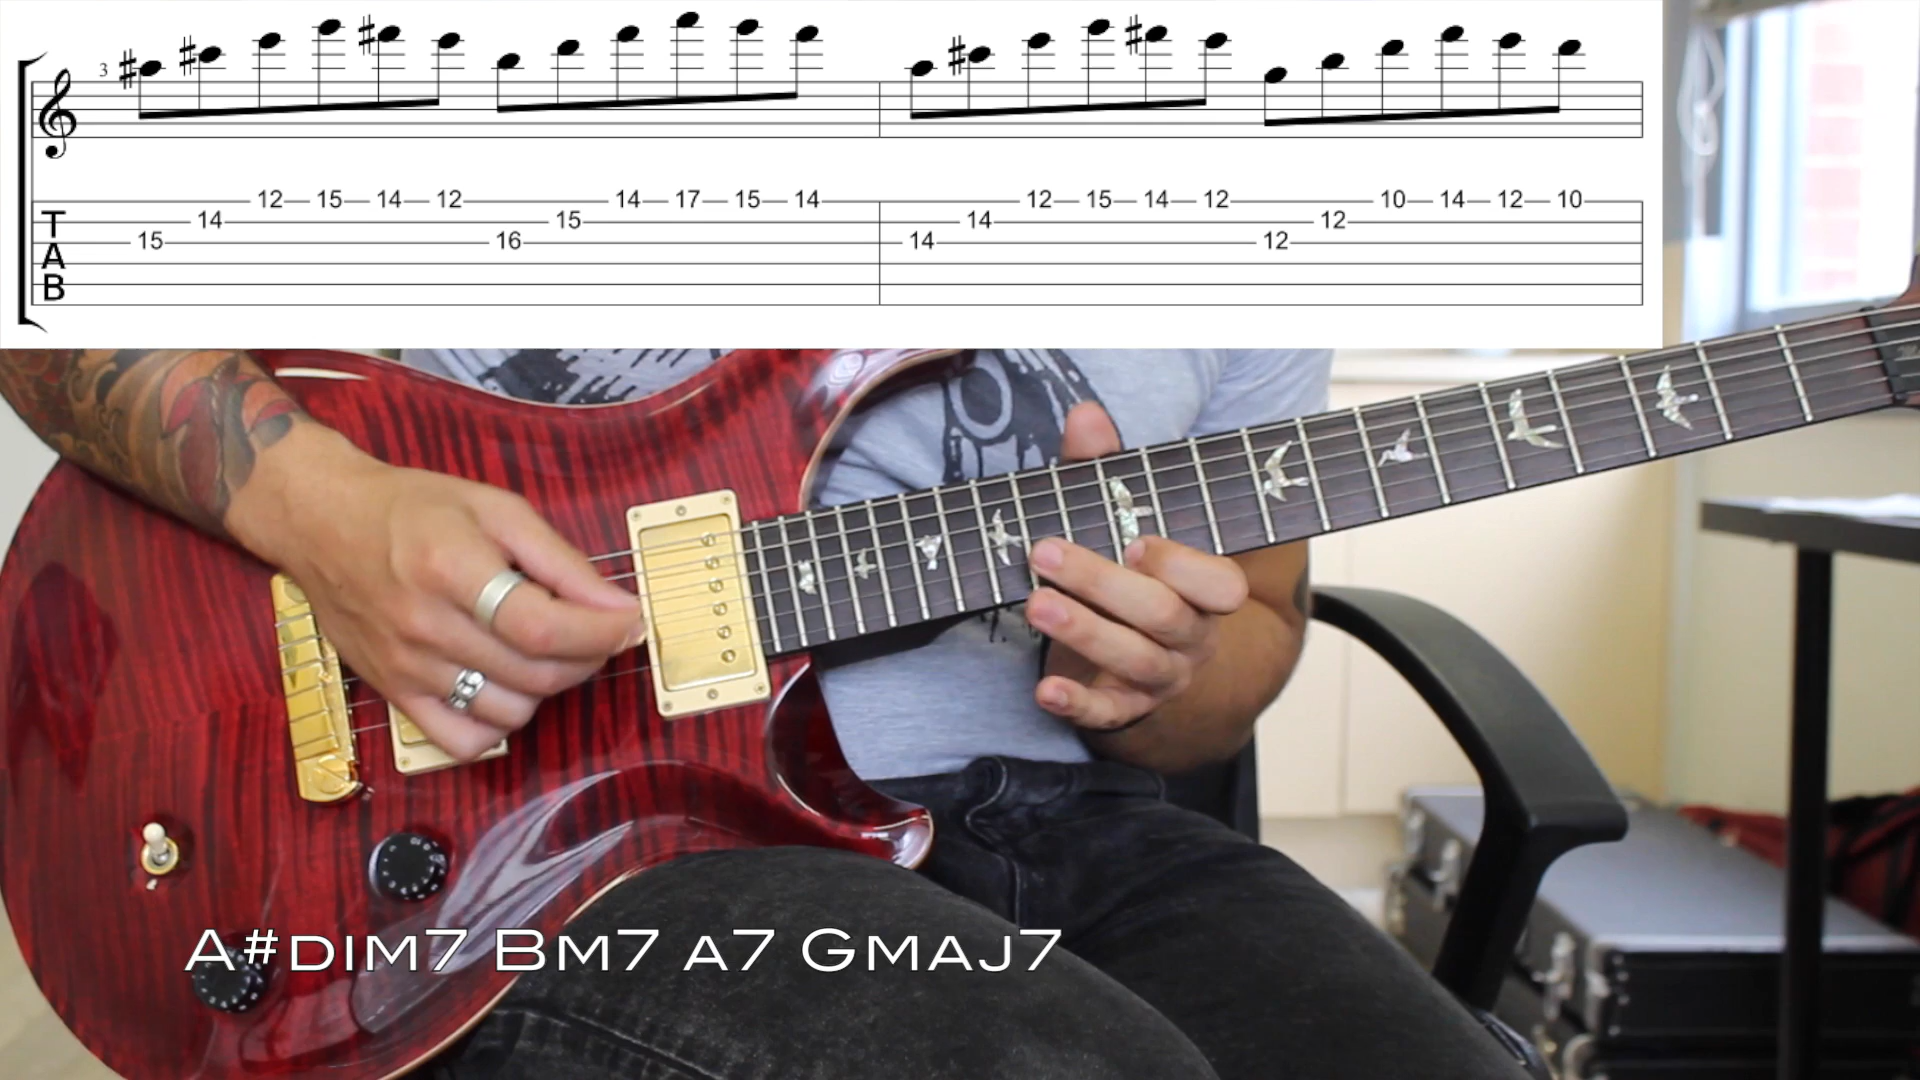 3
12 15 14 12 14 17 15 14 12 15 14 12 10 14 12 10
T 14 15 14 12
15 16 14 12
A
B
A#dim7 Bm7 A7 Gmaj7